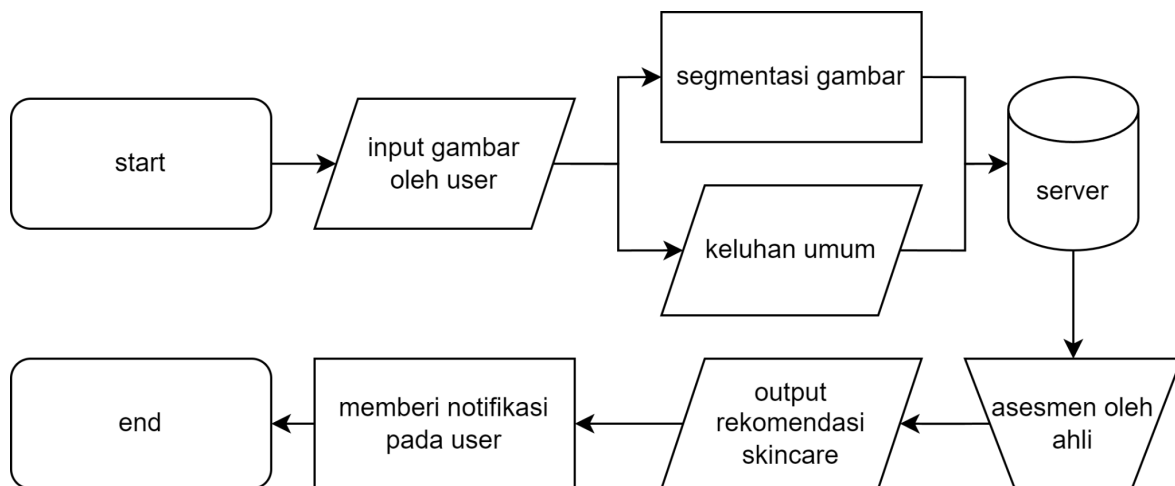 start
input gambar
oleh user
segmentasi gambar
keluhan umum
server
asesmen oleh
ahli
output
rekomendasi
skincare
memberi notifikasi
pada user
end